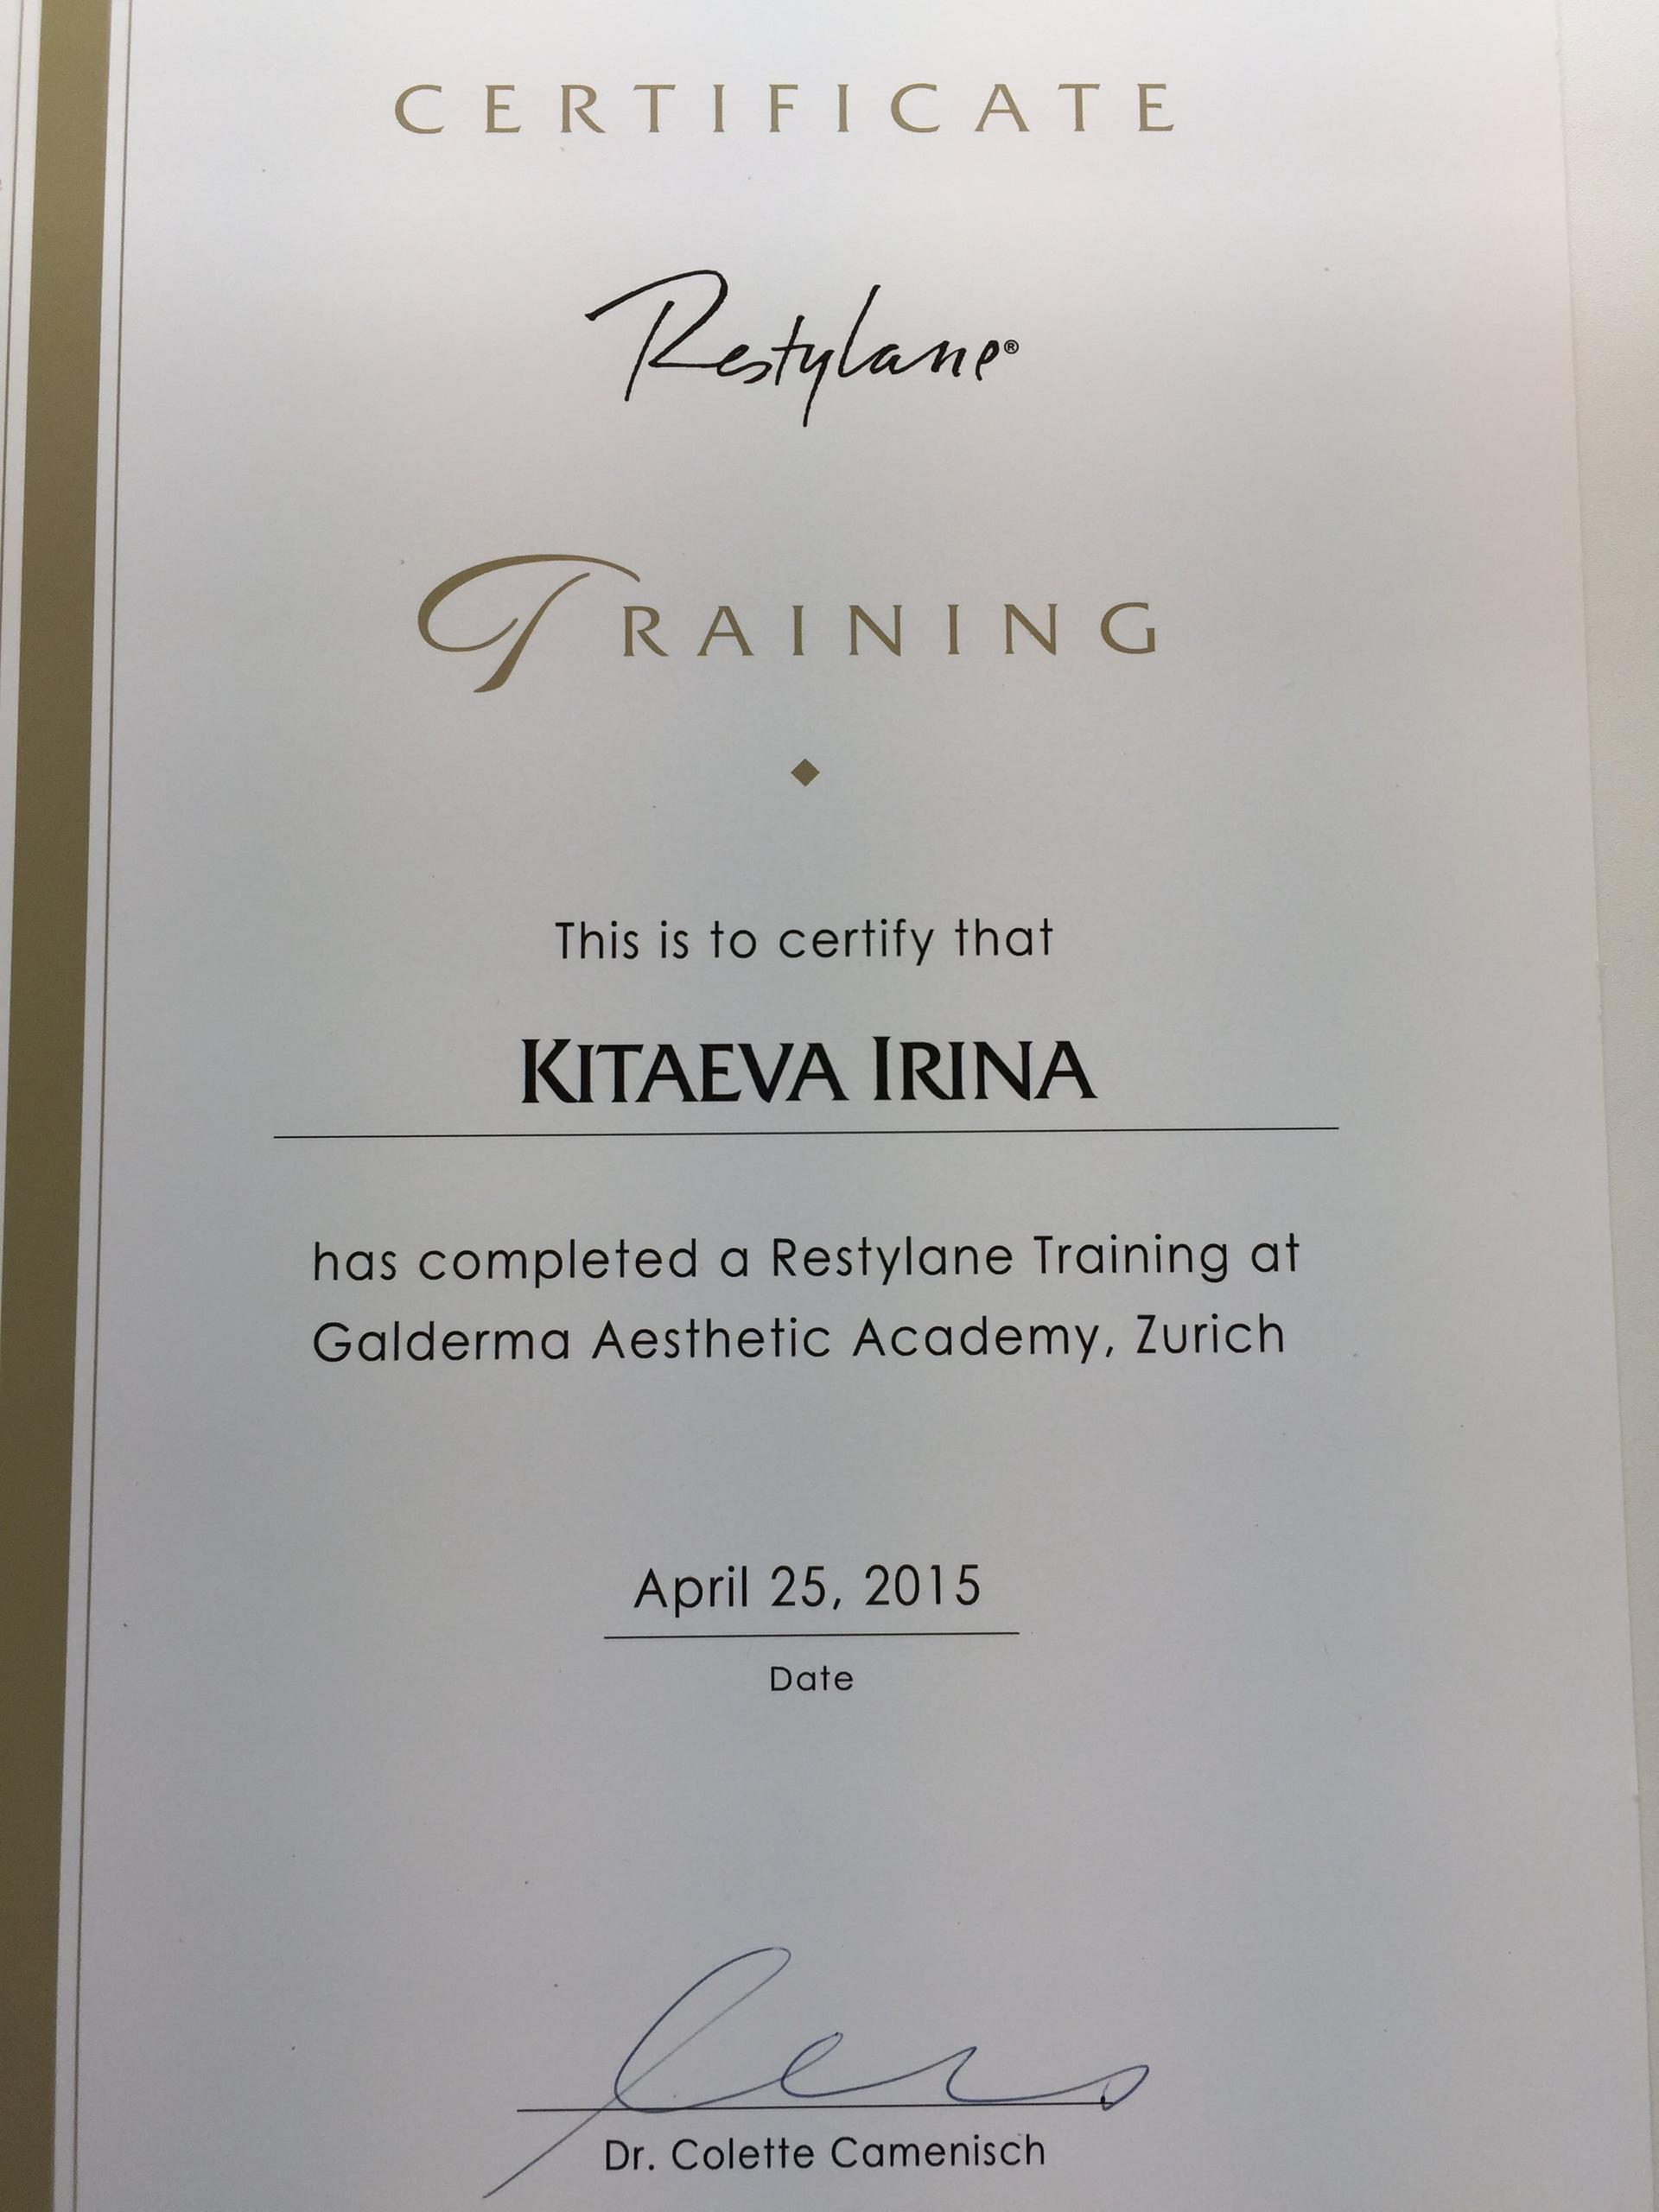 CERTIFICATE
Restylane®
TRAINING
This is to certify that
KITAEVA IRINA
has completed a Restylane Training at
Galderma Aesthetic Academy, Zurich
April 25, 2015
Date
Dr. Colette Camenisch